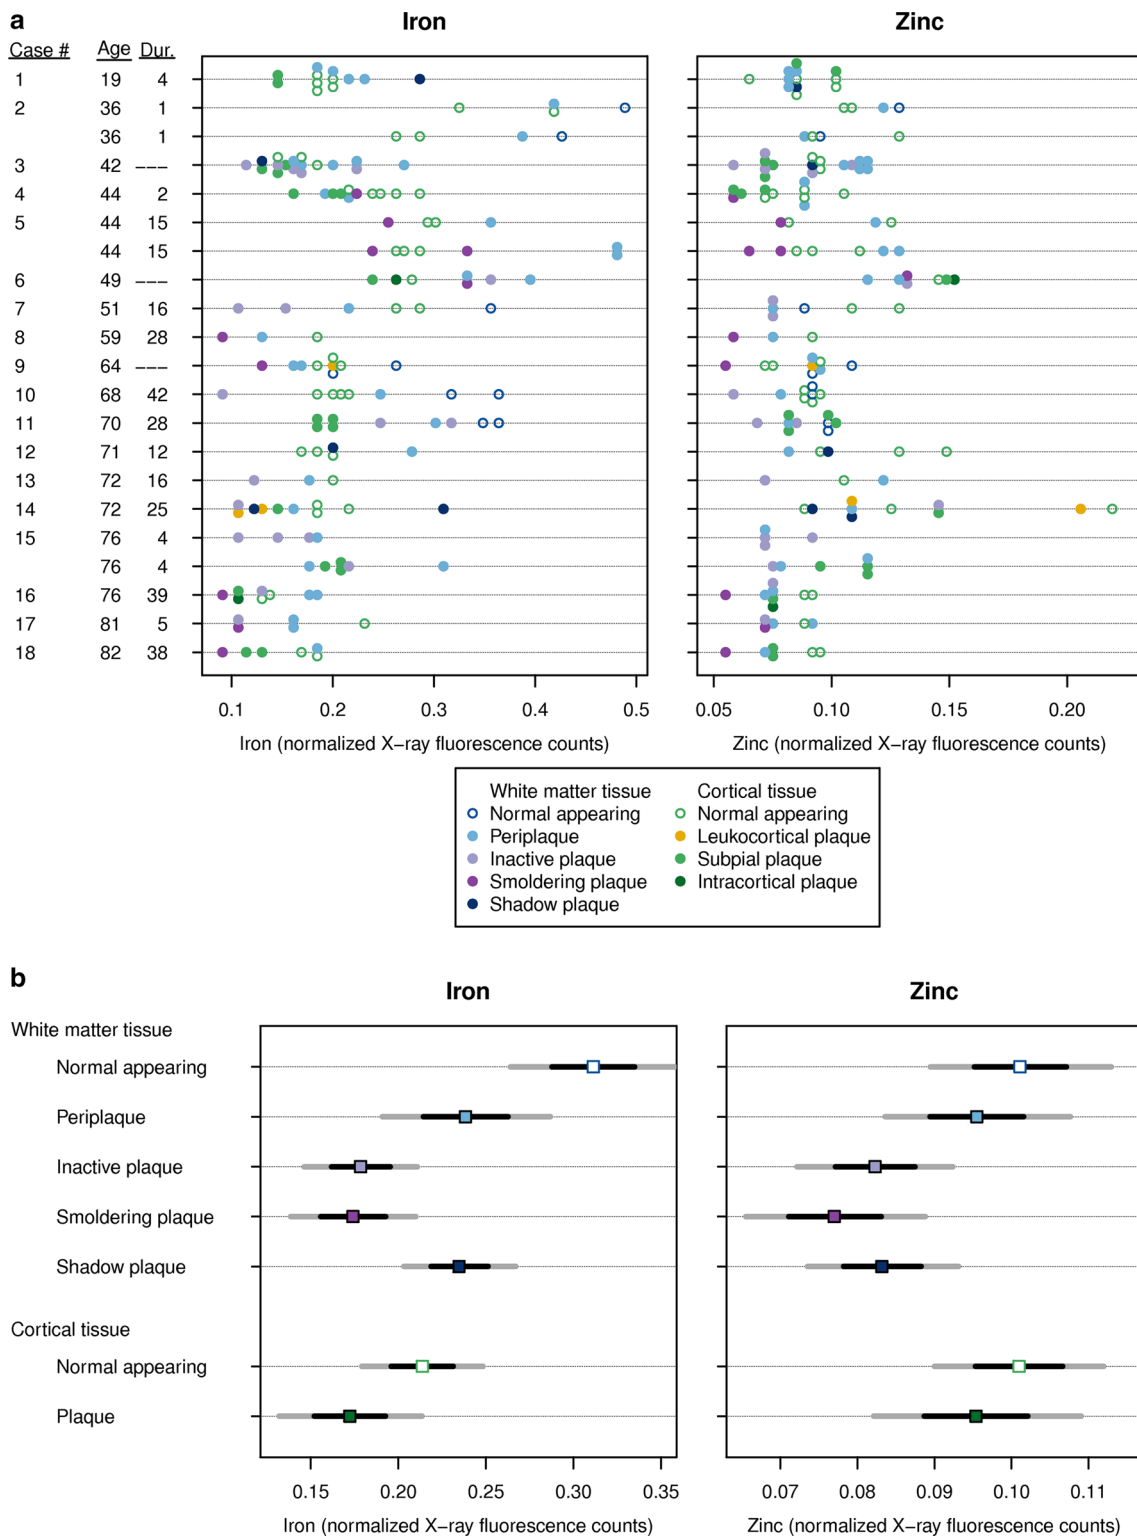 a
Iron
Zinc
Case # Age Dur.
1 19 4
2 36 1
36 1
3 42 ---
4 44 2
5 44 15
44 15
6 49 ---
7 51 16
8 59 28
9 64 ---
10 68 42
11 70 28
12 71 12
13 72 16
14 72 25
15 76 4
76 4
16 76 39
17 81 5
18 82 38
0.1 0.2 0.3 0.4 0.5
0.05 0.10 0.15 0.20
Iron (normalized X−ray fluorescence counts)
Zinc (normalized X−ray fluorescence counts)
White matter tissue
Normal appearing
Periplaque
Inactive plaque
Smoldering plaque
Shadow plaque
Cortical tissue
Normal appearing
Leukocortical plaque
Subpial plaque
Intracortical plaque
b
Iron
Zinc
White matter tissue
Normal appearing
Periplaque
Inactive plaque
Smoldering plaque
Shadow plaque
Cortical tissue
Normal appearing
Plaque
0.15 0.20 0.25 0.30 0.35
0.07 0.08 0.09 0.10 0.11
Iron (normalized X−ray fluorescence counts)
Zinc (normalized X−ray fluorescence counts)